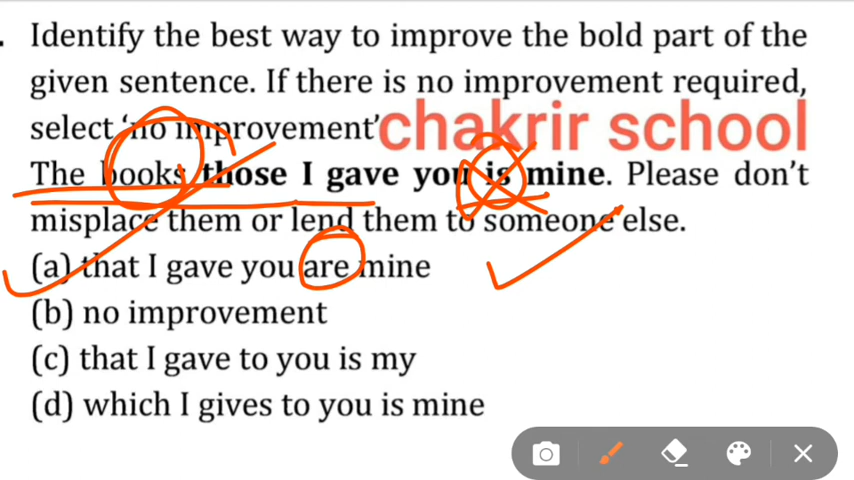 . Identify the best way to improve the bold part of the
given sentence. If there is no improvement required,
select 'no improvement'
chakrir school
The books those I gave you is mine. Please don't
misplace them or lend them to someone else.
(a) that I gave you are mine
(b) no improvement
(c) that I gave to you is my
(d) which I gives to you is mine